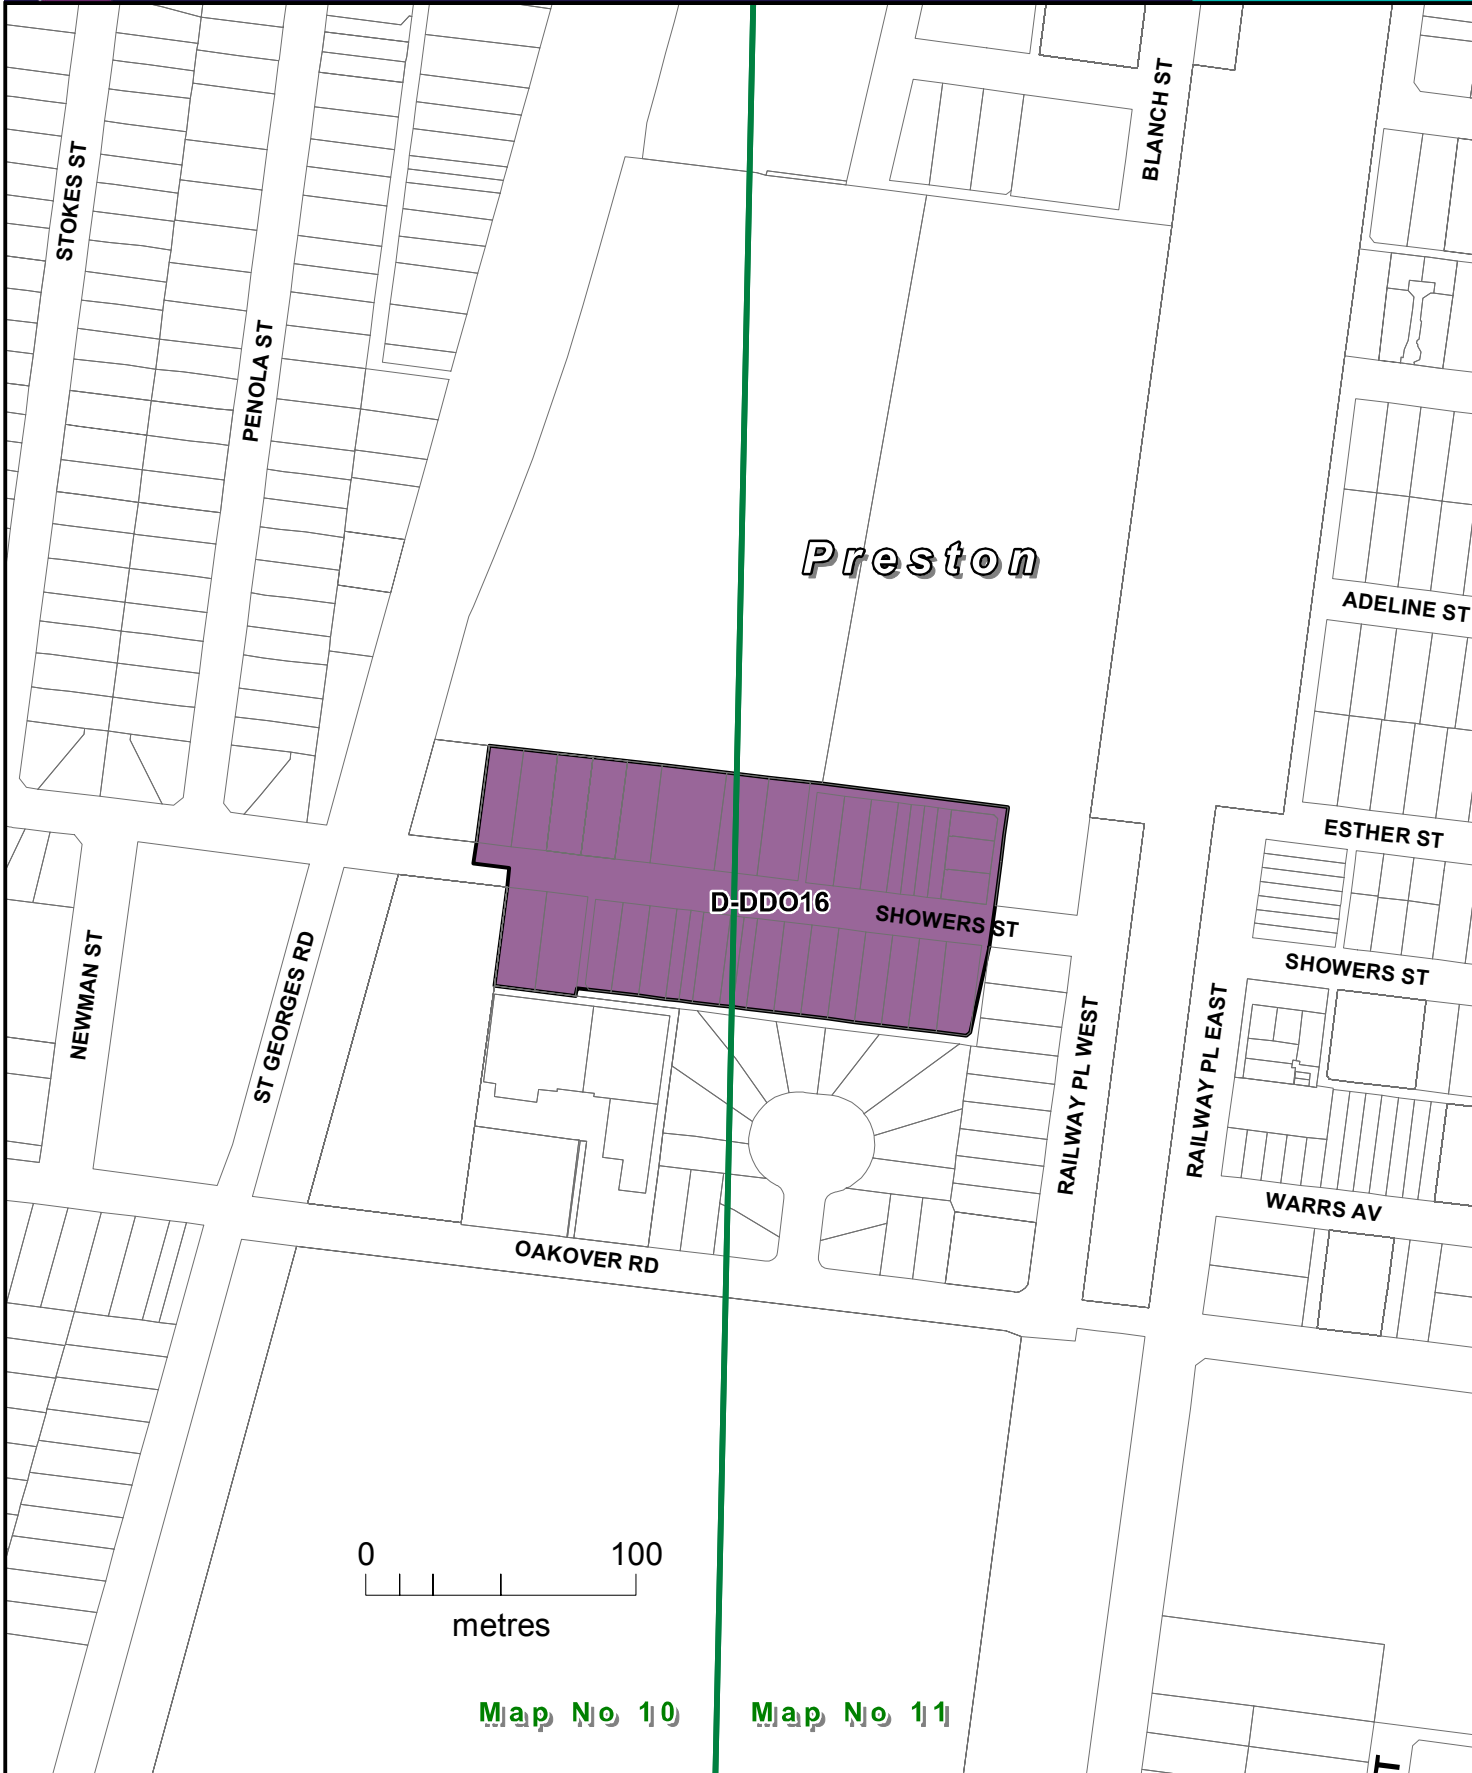 BLANCH ST
STOKES ST
PENOLA ST
Preston
ADELINE ST
ESTHER ST
D-DDO16
SHOWERS ST
SHOWERS ST
NEWMAN ST
ST GEORGES RD
RAILWAY PL WEST
RAILWAY PL EAST
WARRS AV
OAKOVER RD
0 100
metres
Map No 10 Map No 11
T